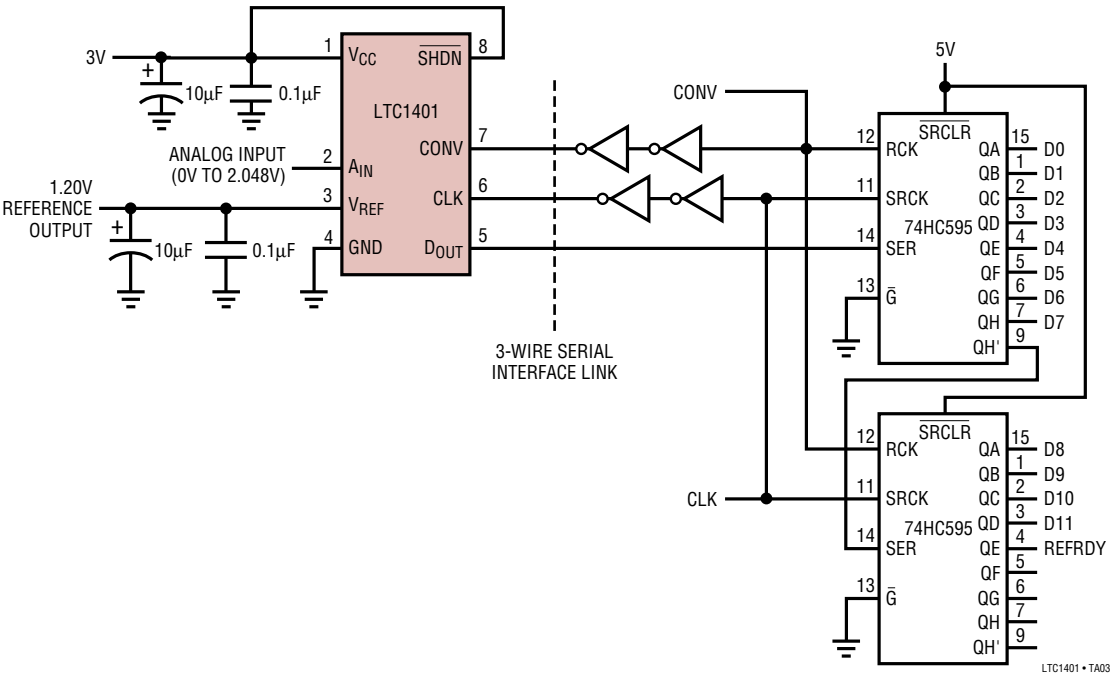 3V
+
10µF
0.1µF
1
VCC
SHDN
8
LTC1401
ANALOG INPUT
(0V TO 2.048V)
2
AIN
CONV
7
1.20V
REFERENCE
OUTPUT
+
10µF
0.1µF
3
VREF
CLK
6
4
GND
DOUT
5
3-WIRE SERIAL
INTERFACE LINK
CONV
CLK
5V
SRCLR
12
RCK
11
SRCK
14
SER
13
G
74HC595
QA
15
D0
QB
1
D1
QC
2
D2
QD
3
D3
QE
4
D4
QF
5
D5
QG
6
D6
QH
7
D7
QH'
9
SRCLR
12
RCK
11
SRCK
14
SER
13
G
74HC595
QA
15
D8
QB
1
D9
QC
2
D10
QD
3
D11
QE
4
REFRDY
QF
5
QG
6
QH
7
QH'
9
LTC1401 • TA03